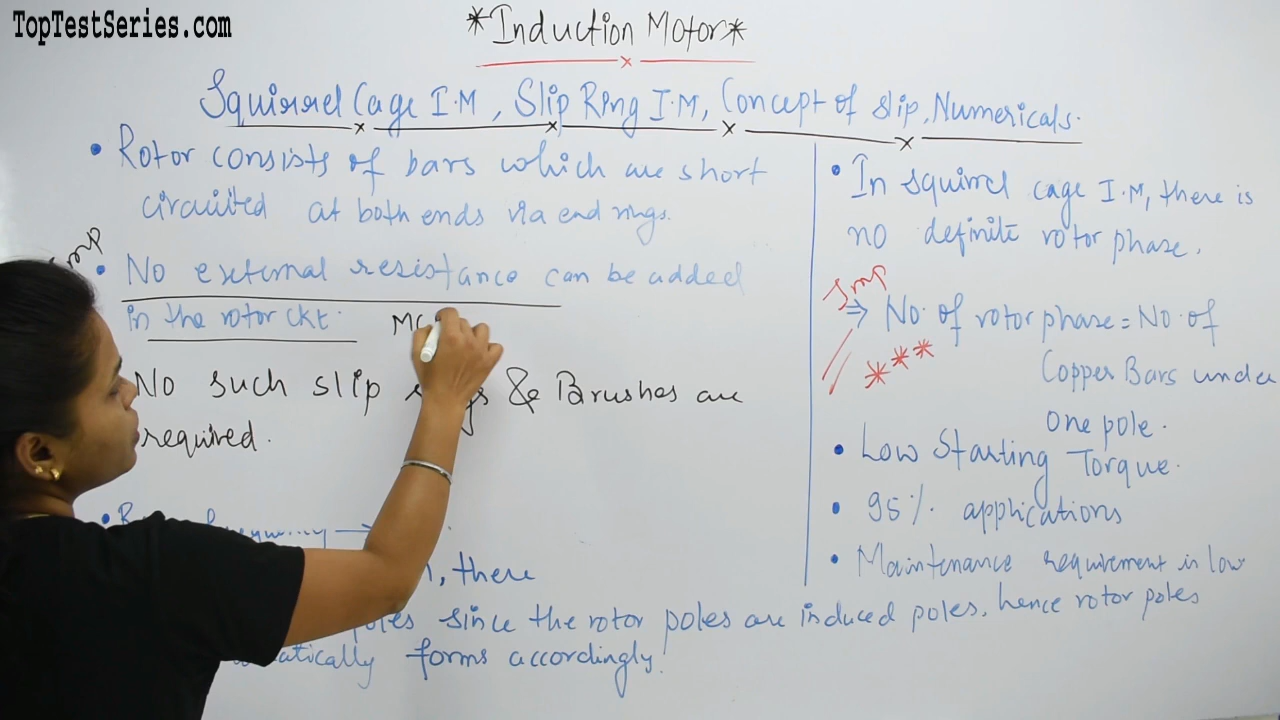 TopTestSeries.com
*Induction Motor*
Squirrel Cage I.M, Slip Ring I.M, Concept of slip, Numericals.
• Rotor consists of bars which are short
circuited at both ends via end rings.
Imp
• No external resistance can be added
in the rotor Ckt.
No such slip & Brushes are
required.
→
, there
poles since the rotor poles are induced poles, hence rotor poles
forms accordingly!
• In squirrel cage I.M, there is
no definite rotor phase.
Imp
⇒ No. of rotor phase = No. of
***
Copper Bars under
one pole.
• Low Starting Torque.
• 95% applications
• Maintenance requirement is low